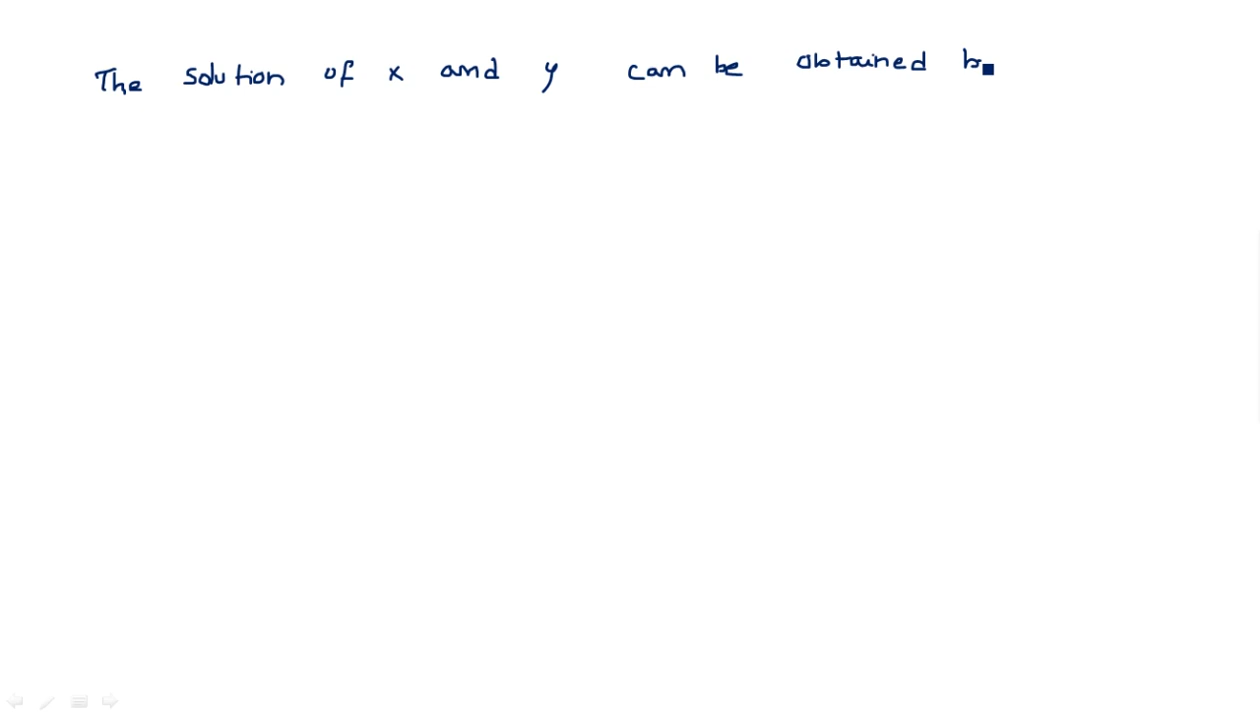 The solution of x and y can be obtained b